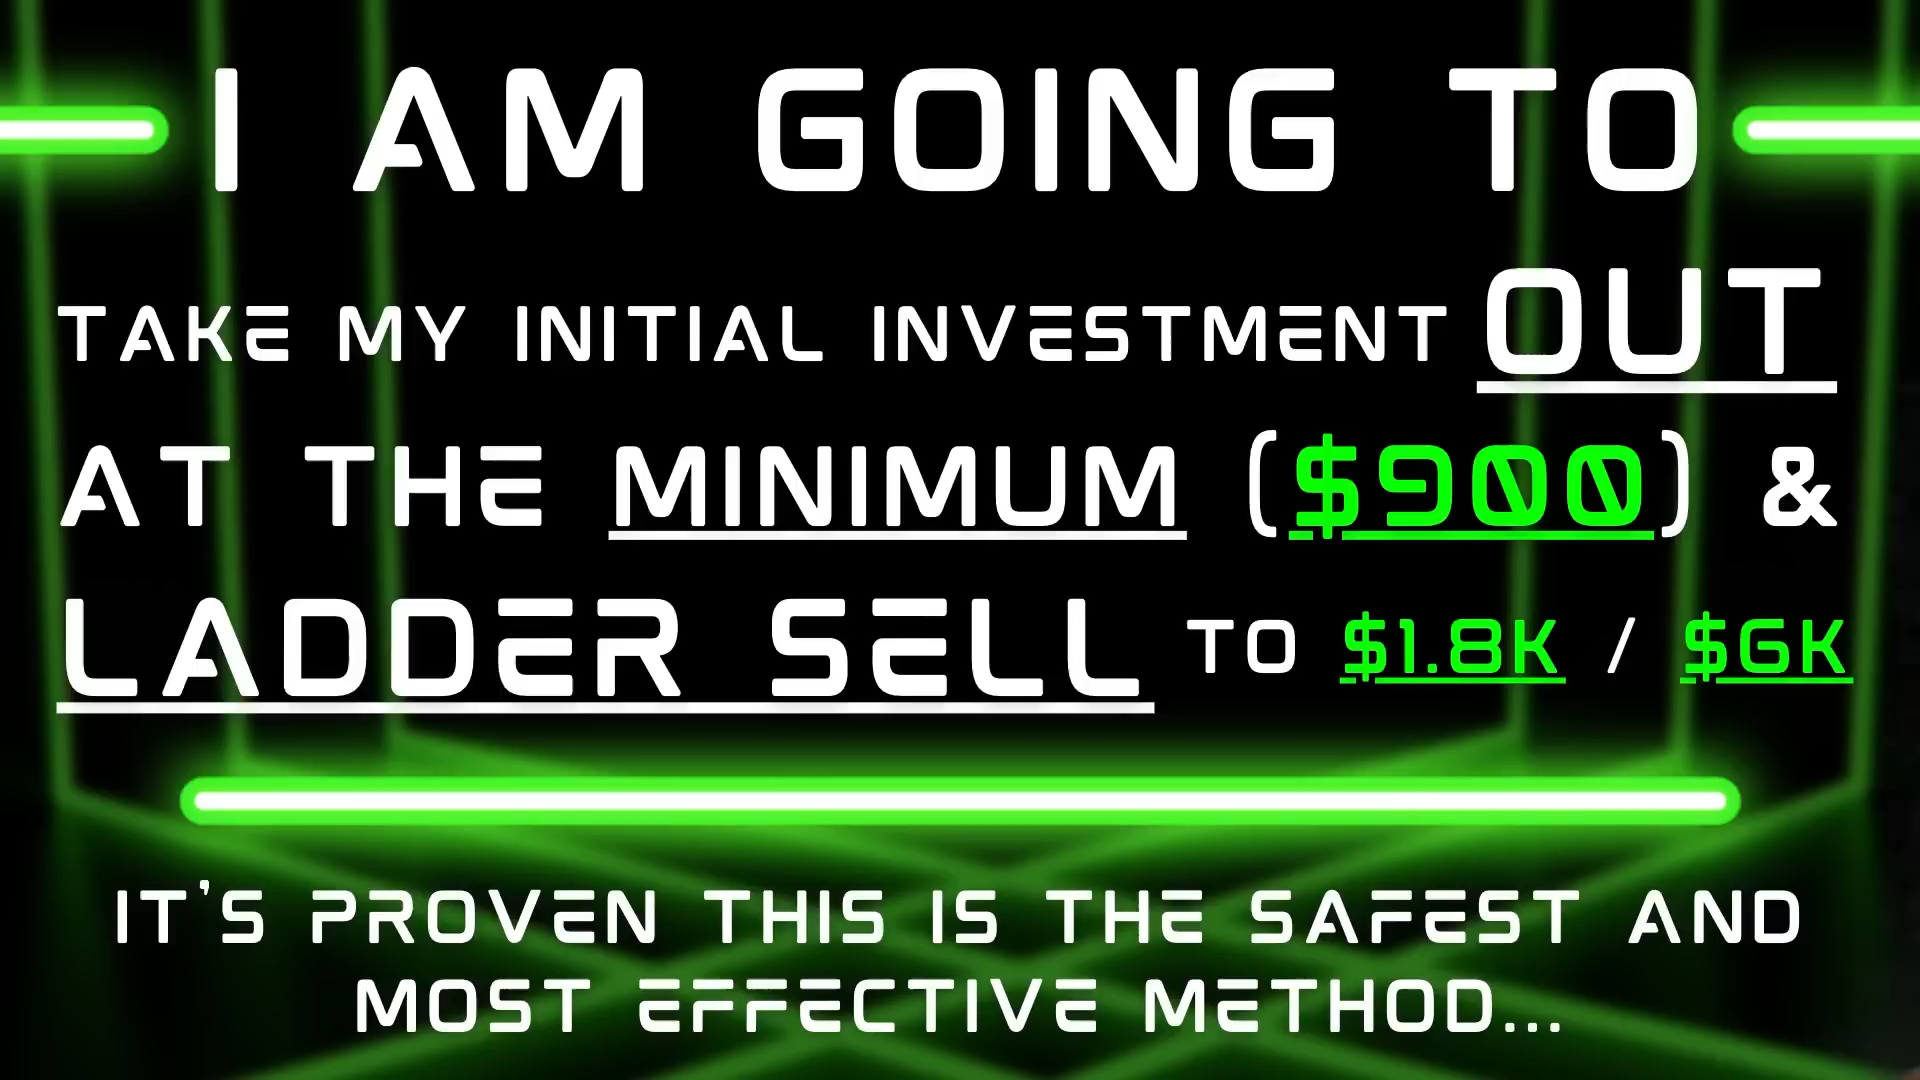 I AM GOING TO
TAKE MY INITIAL INVESTMENT OUT
AT THE MINIMUM ($900) &
LADDER SELL TO $1.8K / $6K
IT'S PROVEN THIS IS THE SAFEST AND
MOST EFFECTIVE METHOD...